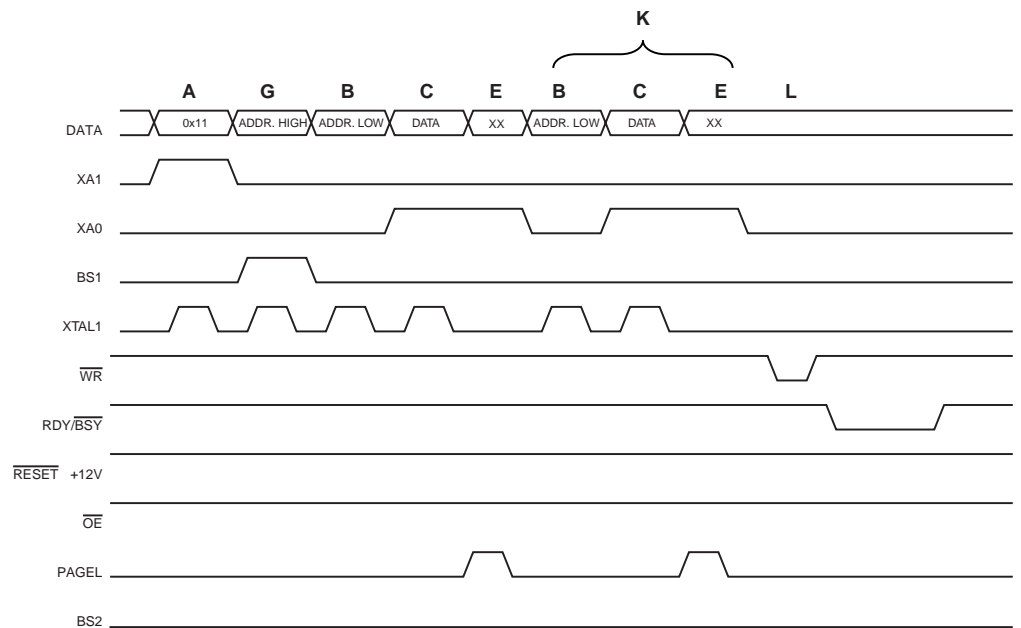 K
A G B C E B C E L
DATA 0x11 ADDR. HIGH ADDR. LOW DATA XX ADDR. LOW DATA XX
XA1
XA0
BS1
XTAL1
WR
RDY/BSY
RESET +12V
OE
PAGEL
BS2